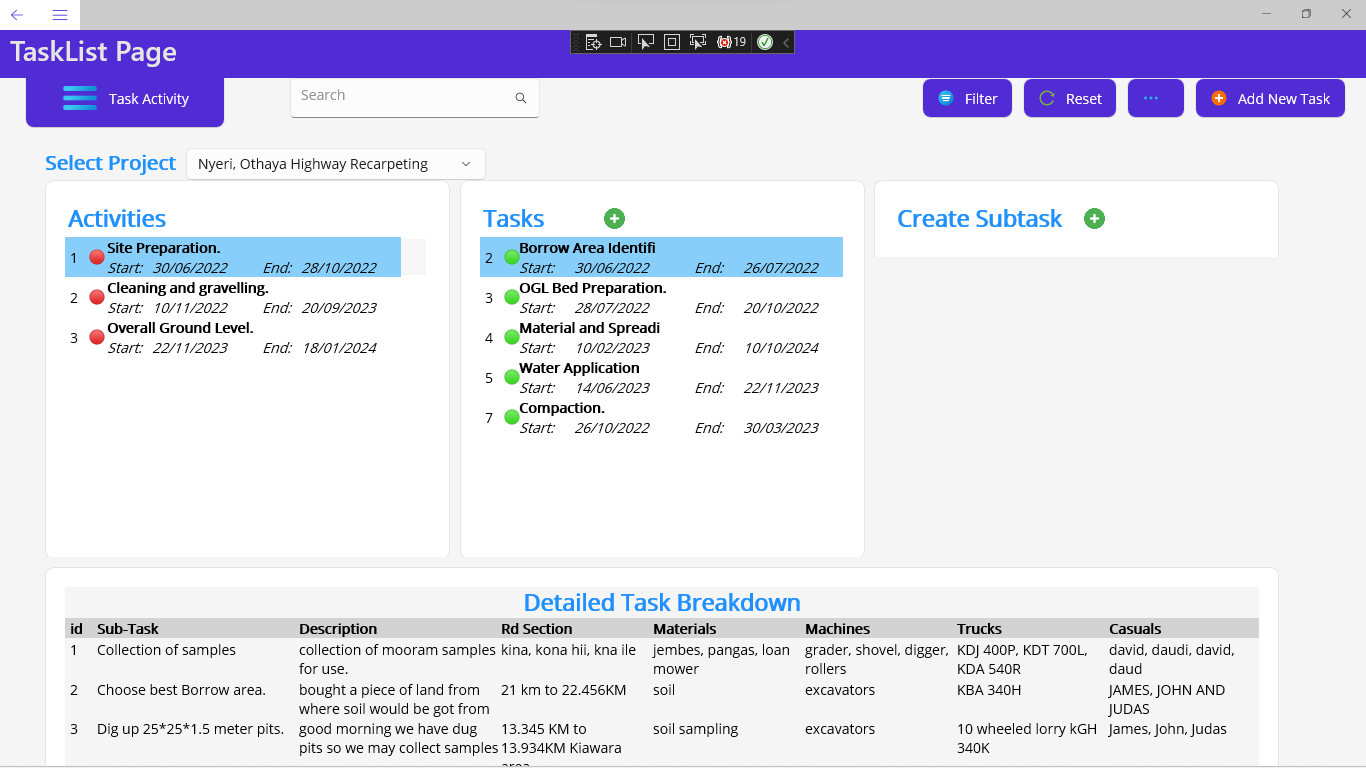 TaskList Page
19
Task Activity
Search
Filter
Reset
Add New Task
Select Project
Nyeri, Othaya Highway Recarpeting
Activities
1
Site Preparation.
Start: 30/06/2022 End: 28/10/2022
2
Cleaning and gravelling.
Start: 10/11/2022 End: 20/09/2023
3
Overall Ground Level.
Start: 22/11/2023 End: 18/01/2024
Tasks
2
Borrow Area Identifi
Start: 30/06/2022 End: 26/07/2022
3
OGL Bed Preparation.
Start: 28/07/2022 End: 20/10/2022
4
Material and Spreadi
Start: 10/02/2023 End: 10/10/2024
5
Water Application
Start: 14/06/2023 End: 22/11/2023
7
Compaction.
Start: 26/10/2022 End: 30/03/2023
Create Subtask
Detailed Task Breakdown
id Sub-Task Description Rd Section Materials Machines Trucks Casuals
1 Collection of samples collection of mooram samples kina, kona hii, kna ile jembes, pangas, loan grader, shovel, digger, KDJ 400P, KDT 700L, david, daudi, david,
for use. mower rollers KDA 540R daud
2 Choose best Borrow area. bought a piece of land from 21 km to 22.456KM soil excavators KBA 340H JAMES, JOHN AND
where soil would be got from JUDAS
3 Dig up 25*25*1.5 meter pits. good morning we have dug 13.345 KM to soil sampling excavators 10 wheeled lorry kGH James, John, Judas
pits so we may collect samples 13.934KM Kiawara 340K